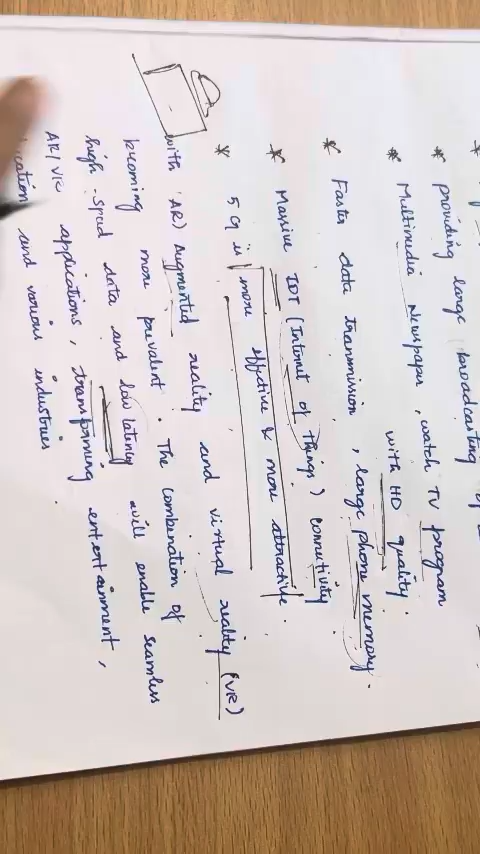 * providing large broadcasting of
* Multimedia Newspaper, watch TV program
with HD quality.
* Faster data transmission, large phone memory.
* Massive IOT (Internet of things) connutivity
* 5G is more effective & more attractive.
with AR) Augmented reality and virtual reality (VR)
becoming more prevalent. The combination of
high-speed data and low latency will enable seamless
AR/VR applications, transforming entertainment,
and various industries.